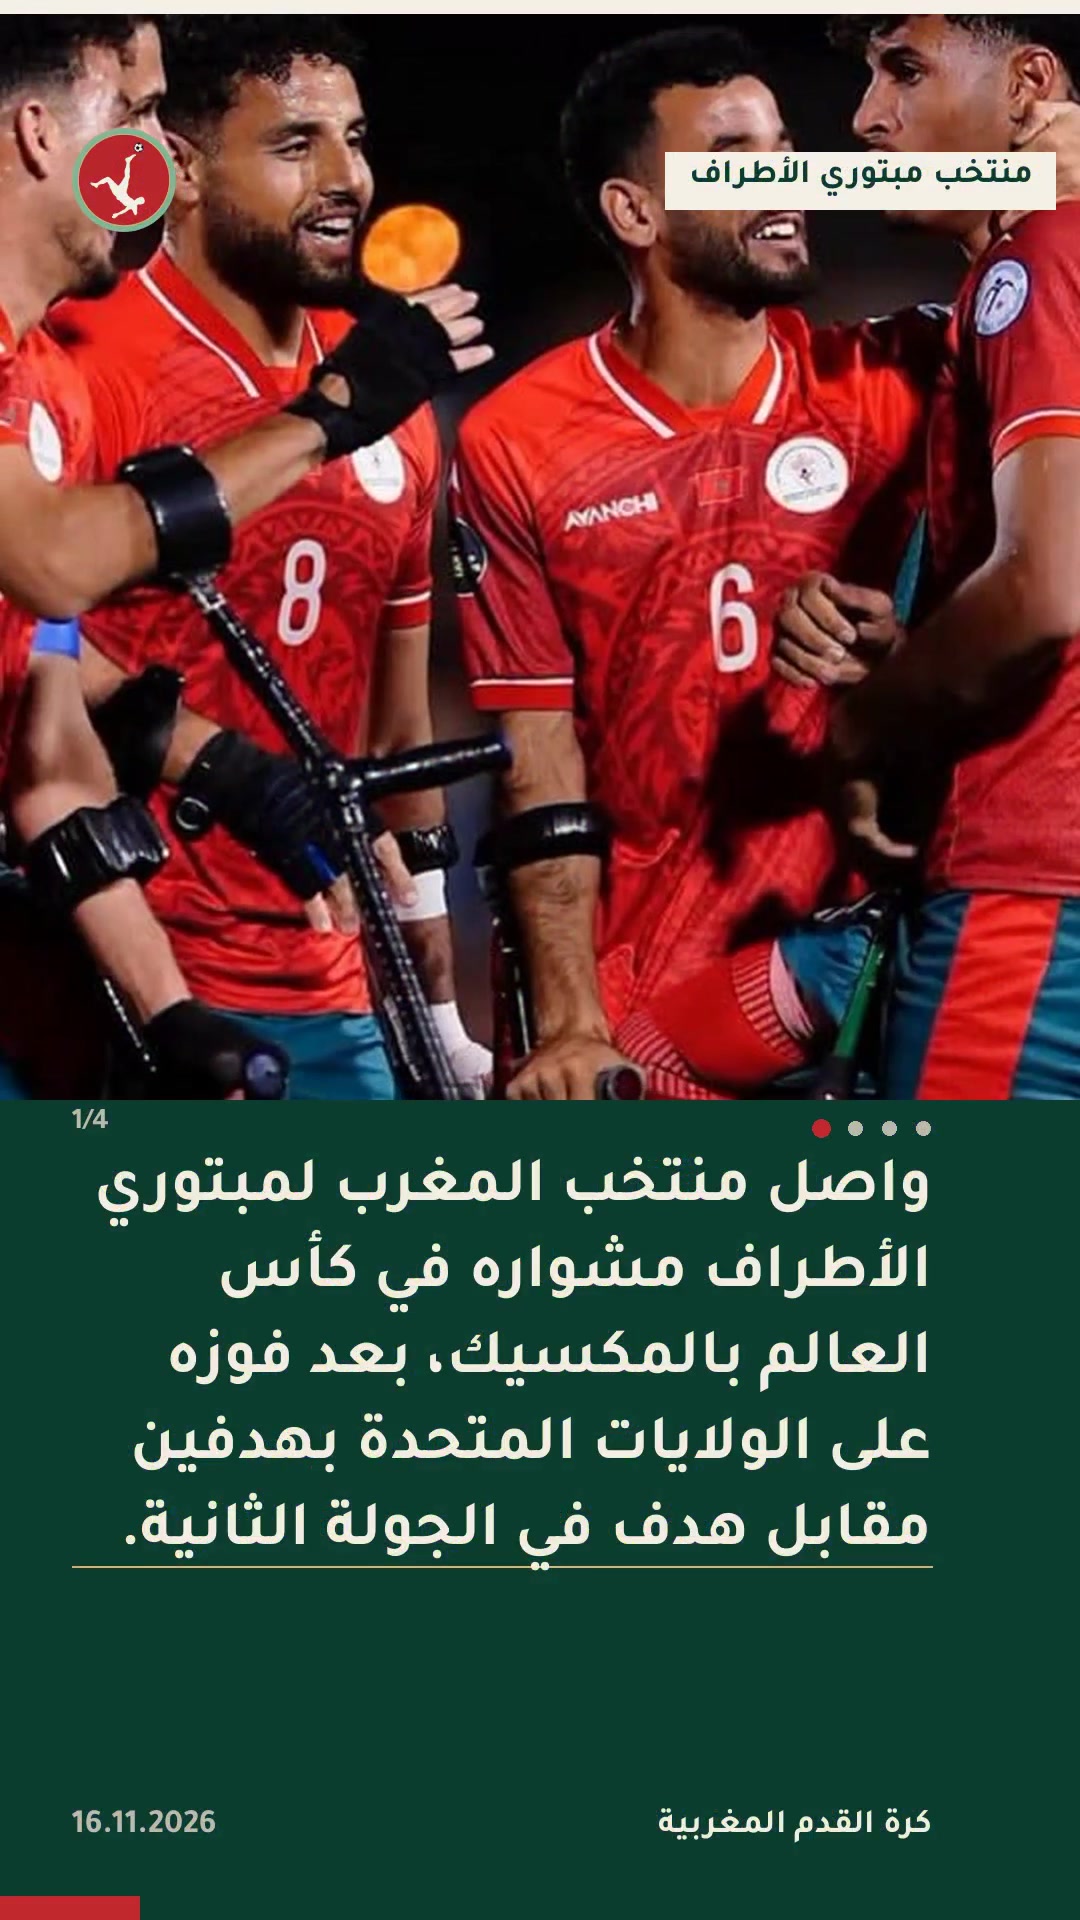 منتخب مبتوري الأطراف
AYANCHI
8
6
1/4
واصل منتخب المغرب لمبتوري
الأطراف مشواره في كأس
العالم بالمكسيك، بعد فوزه
على الولايات المتحدة بهدفين
مقابل هدف في الجولة الثانية.
كرة القدم المغربية
16.11.2026